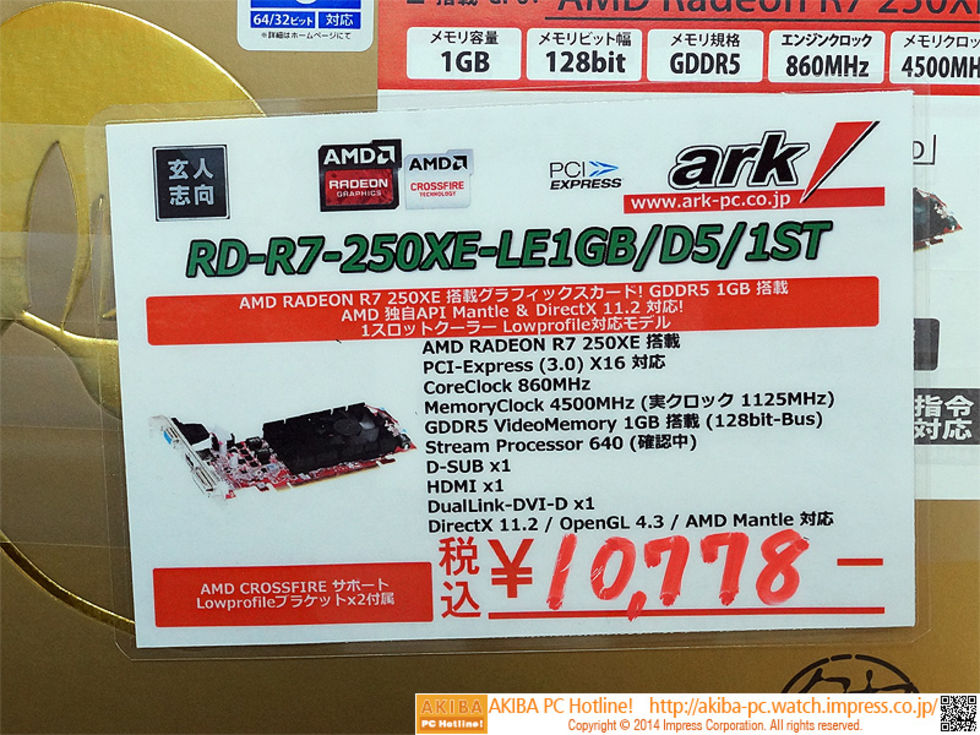 64/32ビット 対応
※詳細はホームページにて
AMD Radeon R7 250X
メモリ容量
1GB
メモリビット幅
128bit
メモリ規格
GDDR5
エンジンクロック
860MHz
メモリクロッ
4500MH
玄人
志向
AMD
RADEON
GRAPHICS
AMD
CROSSFIRE
TECHNOLOGY
PCI
EXPRESS
ark
www.ark-pc.co.jp
RD-R7-250XE-LE1GB/D5/1ST
AMD RADEON R7 250XE 搭載グラフィックスカード! GDDR5 1GB 搭載
AMD 独自API Mantle & DirectX 11.2 対応!
1スロットクーラー Lowprofile対応モデル
AMD RADEON R7 250XE 搭載
PCI-Express (3.0) X16 対応
CoreClock 860MHz
MemoryClock 4500MHz (実クロック 1125MHz)
GDDR5 VideoMemory 1GB 搭載 (128bit-Bus)
Stream Processor 640 (確認中)
D-SUB x1
HDMI x1
DualLink-DVI-D x1
DirectX 11.2 / OpenGL 4.3 / AMD Mantle 対応
指令
対応
AMD CROSSFIRE サポート
Lowprofileブラケットx2付属
税込 ¥10,778ー
AKIBA
PC Hotline!
AKIBA PC Hotline! http://akiba-pc.watch.impress.co.jp/
Copyright © 2014 Impress Corporation. All rights reserved.